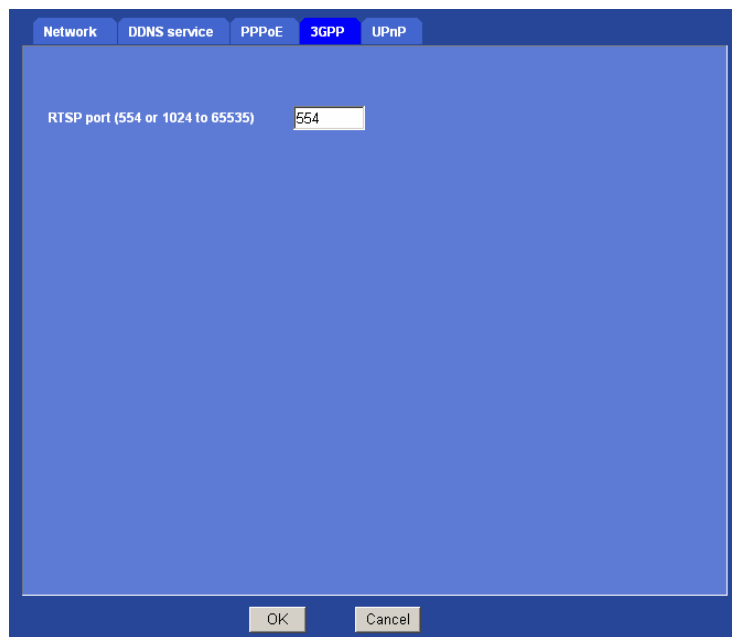 Network DDNS service PPPoE 3GPP UPnP
RTSP port (554 or 1024 to 65535) 554
OK Cancel